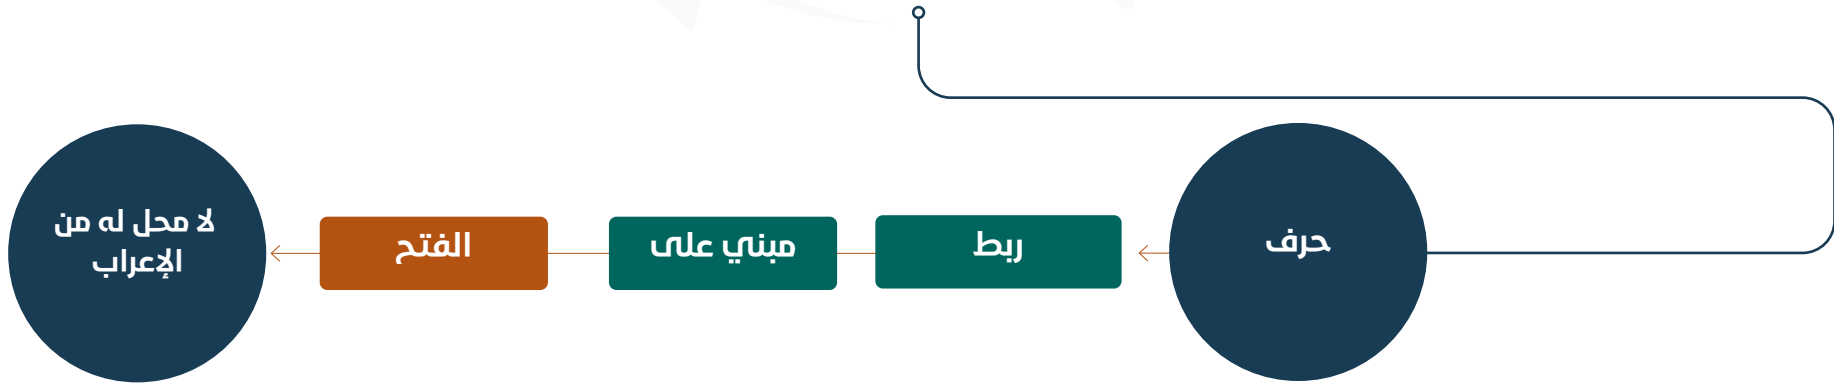 حرف
ربط
مبني على
الفتح
لا محل له من
الإعراب